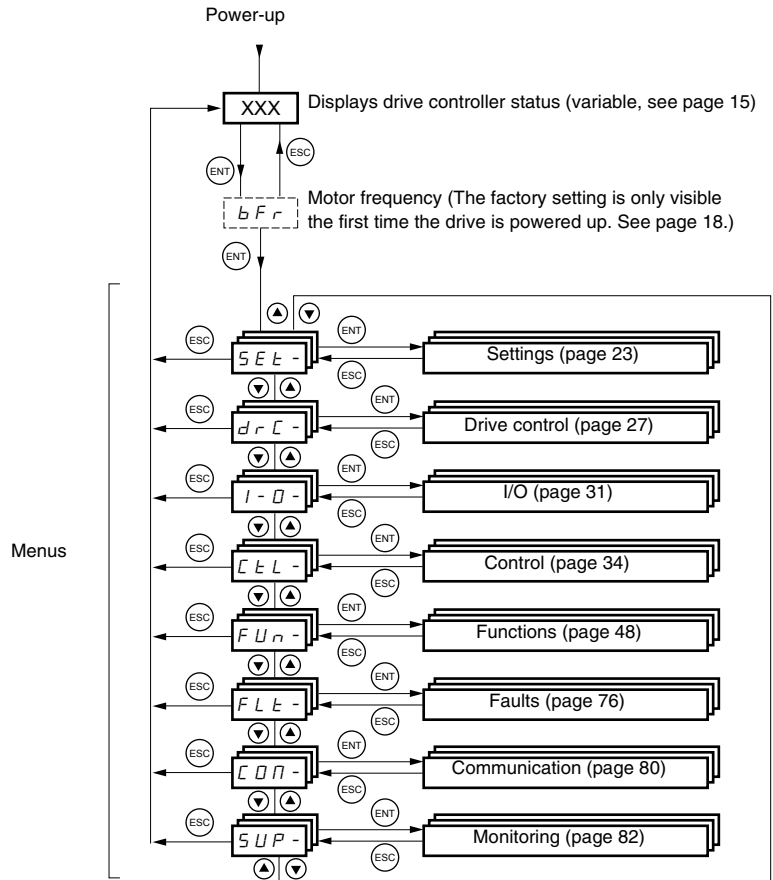 Power-up
XXX
Displays drive controller status (variable, see page 15)
ENT
ESC
bFr
Motor frequency (The factory setting is only visible
the first time the drive is powered up. See page 18.)
ENT
Menus
ESC
SEt-
ENT
ESC
Settings (page 23)
ESC
drC-
ENT
ESC
Drive control (page 27)
ESC
I-O-
ENT
ESC
I/O (page 31)
ESC
CtL-
ENT
ESC
Control (page 34)
ESC
FUn-
ENT
ESC
Functions (page 48)
ESC
FLt-
ENT
ESC
Faults (page 76)
ESC
COM-
ENT
ESC
Communication (page 80)
ESC
SUP-
ENT
ESC
Monitoring (page 82)